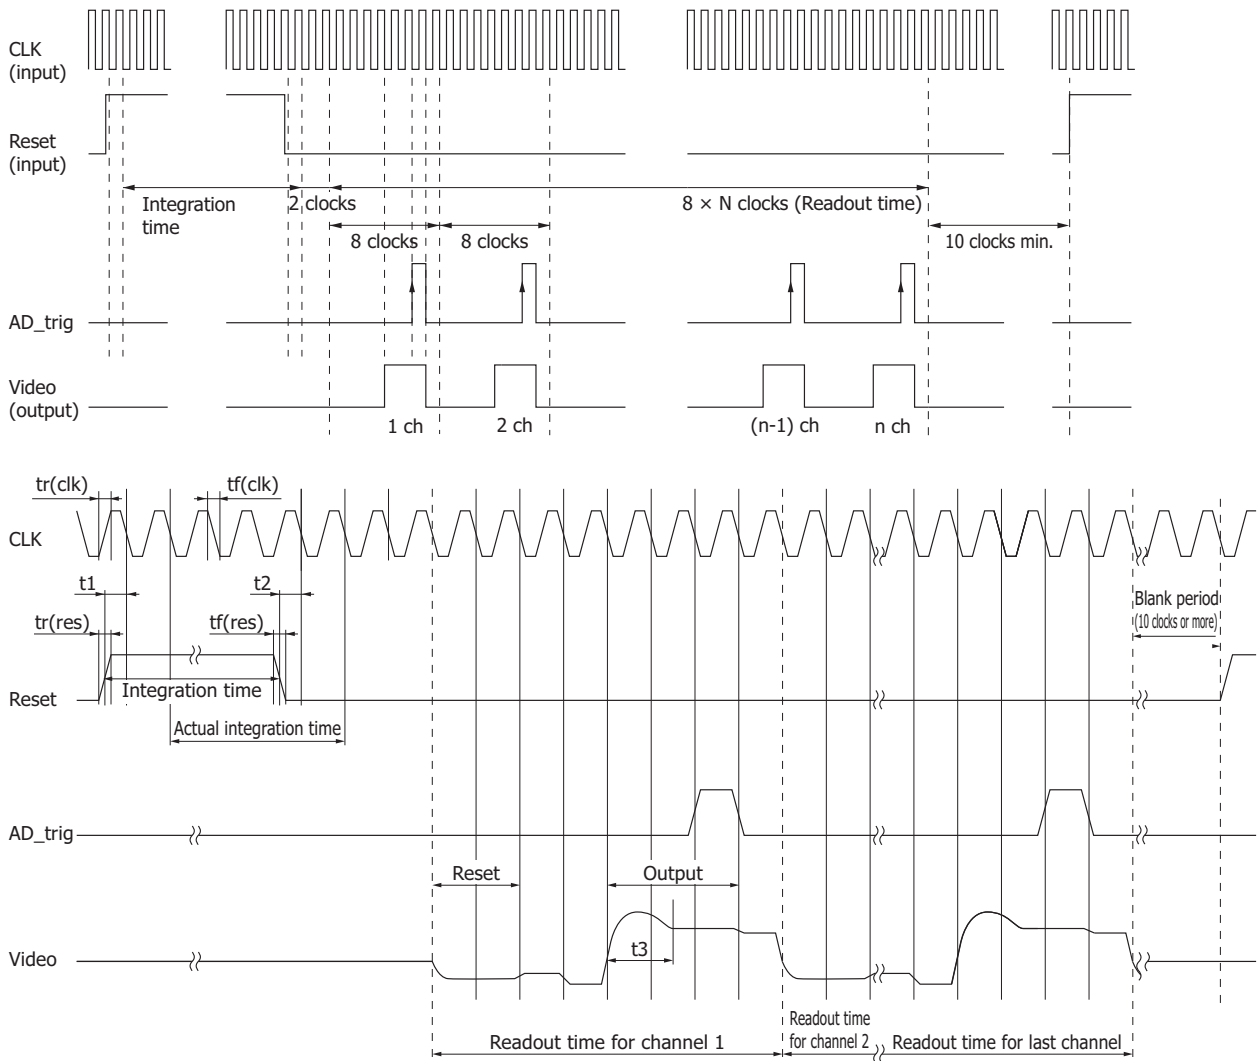 CLK
(input)
Reset
(input)
Integration
time
2 clocks
8 × N clocks (Readout time)
8 clocks
8 clocks
10 clocks min.
AD_trig
Video
(output)
1 ch
2 ch
(n-1) ch
n ch
tr(clk)
tf(clk)
CLK
t1
t2
Blank period
(10 clocks or more)
tr(res)
tf(res)
Integration time
Reset
Actual integration time
AD_trig
Reset
Output
Video
t3
Readout time for channel 1
Readout time
for channel 2
Readout time for last channel